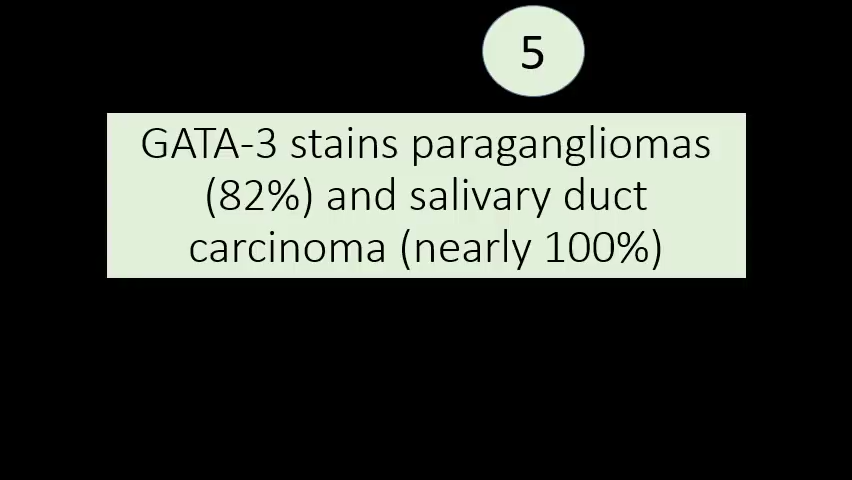 5
GATA-3 stains paragangliomas
(82%) and salivary duct
carcinoma (nearly 100%)